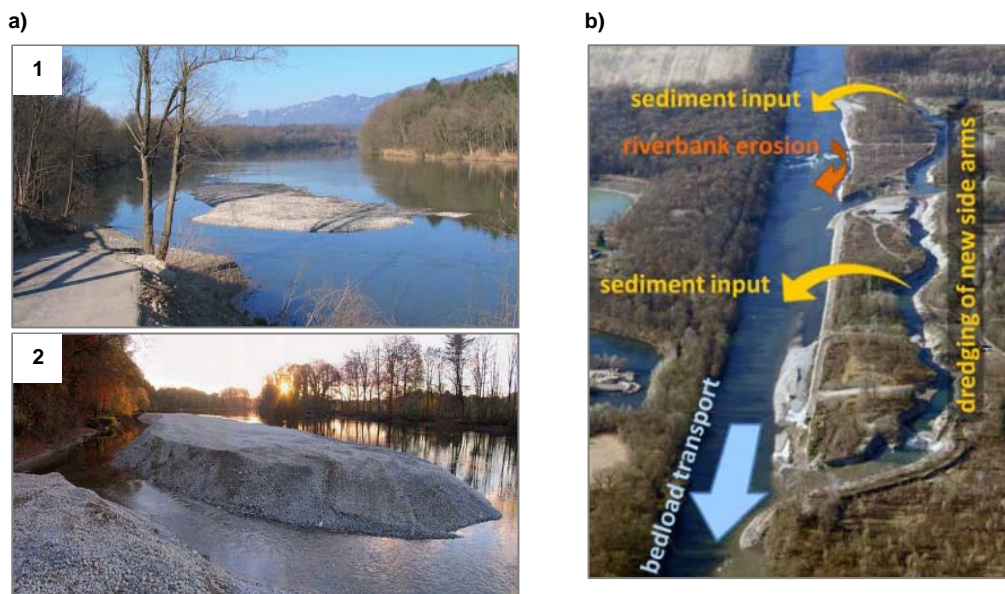 a)
1
2
b)
sediment input
riverbank erosion
sediment input
dredging of new side arms
bedload transport